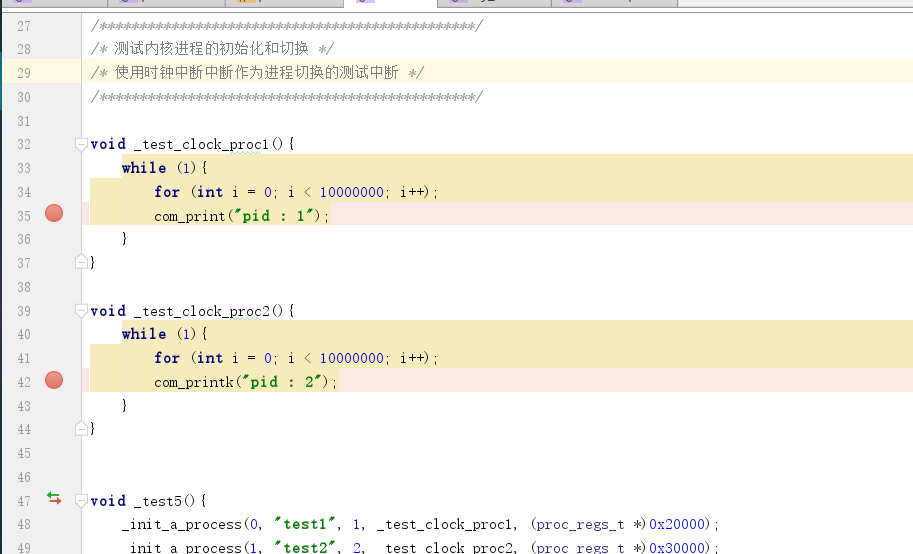 27 /***********************************************/
28 /* 测试内核进程的初始化和切换 */
29 /* 使用时钟中断中断作为进程切换的测试中断 */
30 /***********************************************/
31
32 void _test_clock_proc1(){
33 while (1){
34 for (int i = 0; i < 10000000; i++);
35 com_print("pid : 1");
36 }
37 }
38
39 void _test_clock_proc2(){
40 while (1){
41 for (int i = 0; i < 10000000; i++);
42 com_printk("pid : 2");
43 }
44 }
45
46
47 void _test5(){
48 _init_a_process(0, "test1", 1, _test_clock_proc1, (proc_regs_t *)0x20000);
49 _init_a_process(1, "test2", 2, _test_clock_proc2, (proc_regs_t *)0x30000);